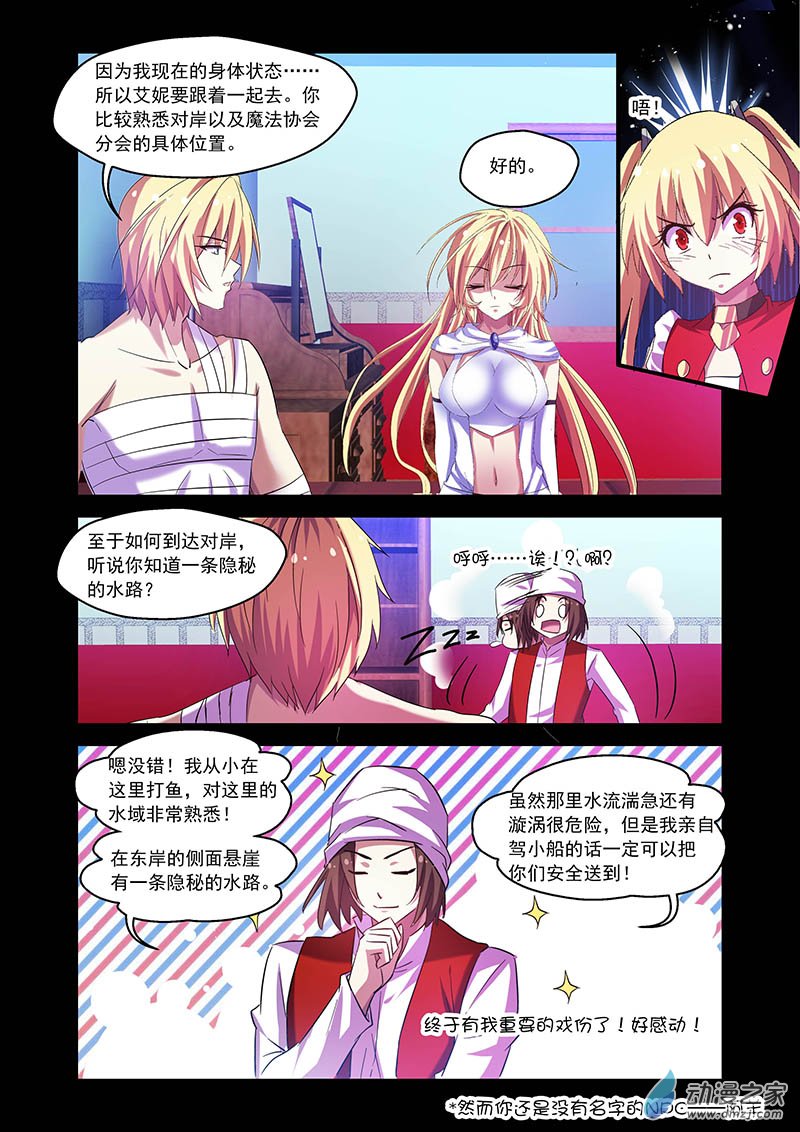 因为我现在的身体状态……
所以艾妮要跟着一起去。你
比较熟悉对岸以及魔法协会
分会的具体位置。
好的。
唔！
至于如何到达对岸，
听说你知道一条隐秘
的水路？
呼呼……诶！？啊？
Zzz
嗯没错！我从小在
这里打鱼，对这里的
水域非常熟悉！
在东岸的侧面悬崖
有一条隐秘的水路。
虽然那里水流湍急还有
漩涡很危险，但是我亲自
驾小船的话一定可以把
你们安全送到！
终于有我重要的戏份了！好感动！
*然而你还是没有名字的NPC
动漫之家
www.dmzj.com